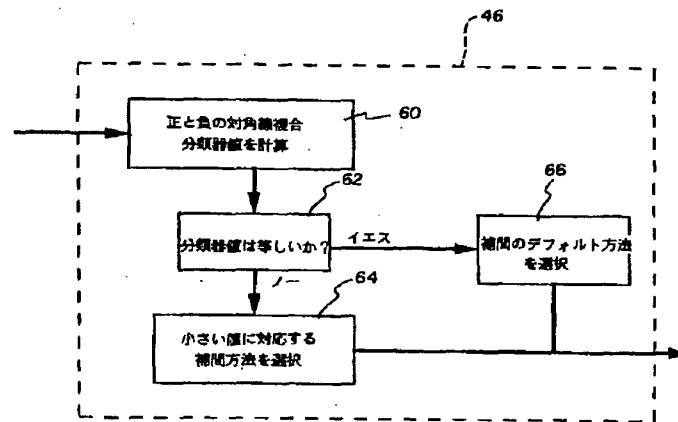 46
正と負の対角線複合
分類器値を計算
60
62
分類器値は等しいか?
イエス
66
補間のデフォルト方法
を選択
ノー
64
小さい値に対応する
補間方法を選択